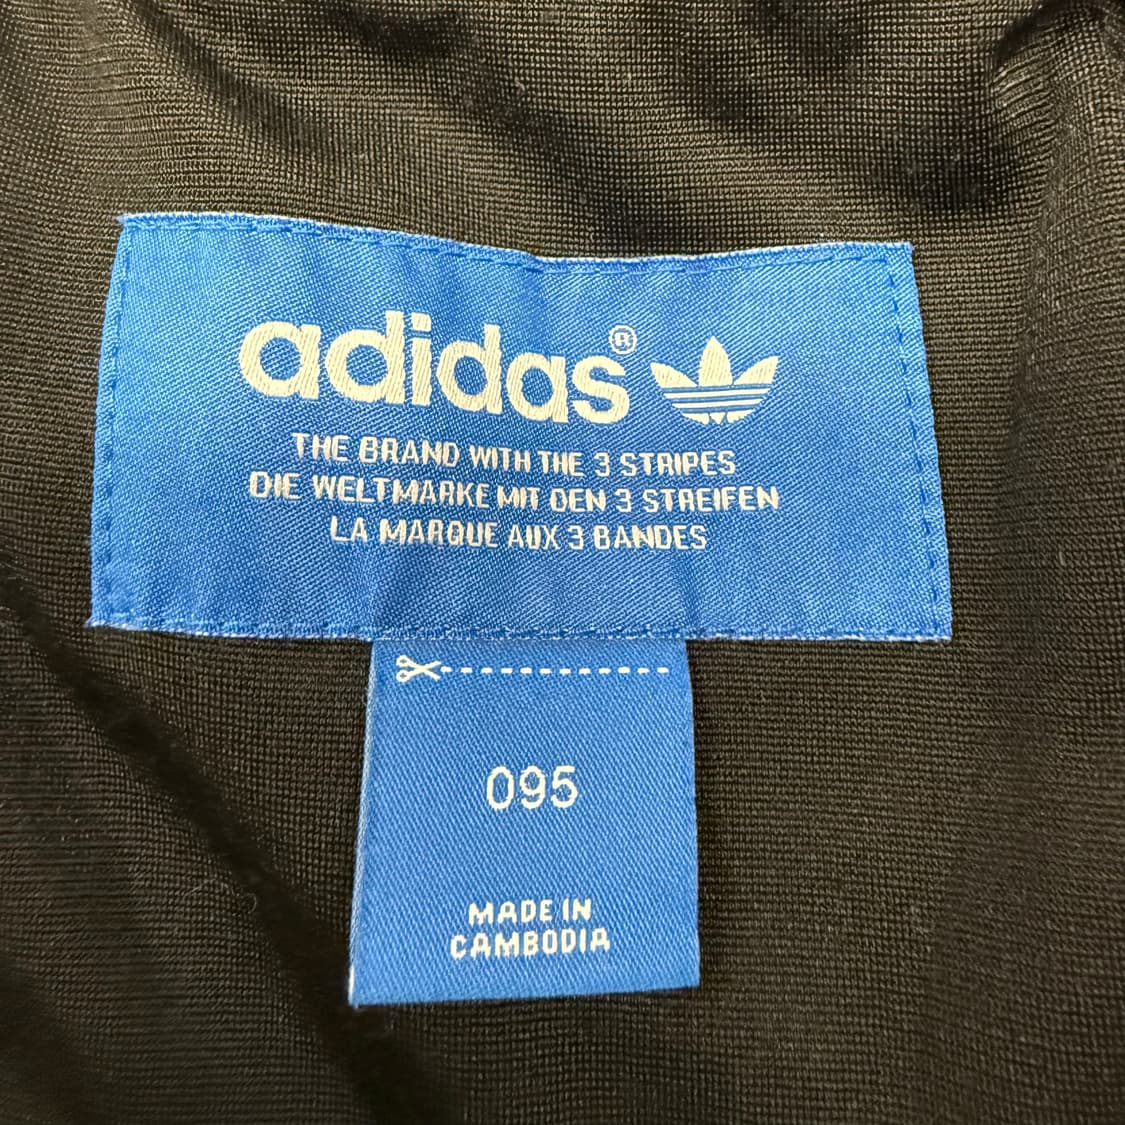 adidas®
THE BRAND WITH THE 3 STRIPES
DIE WELTMARKE MIT DEN 3 STREIFEN
LA MARQUE AUX 3 BANDES
095
MADE IN
CAMBODIA